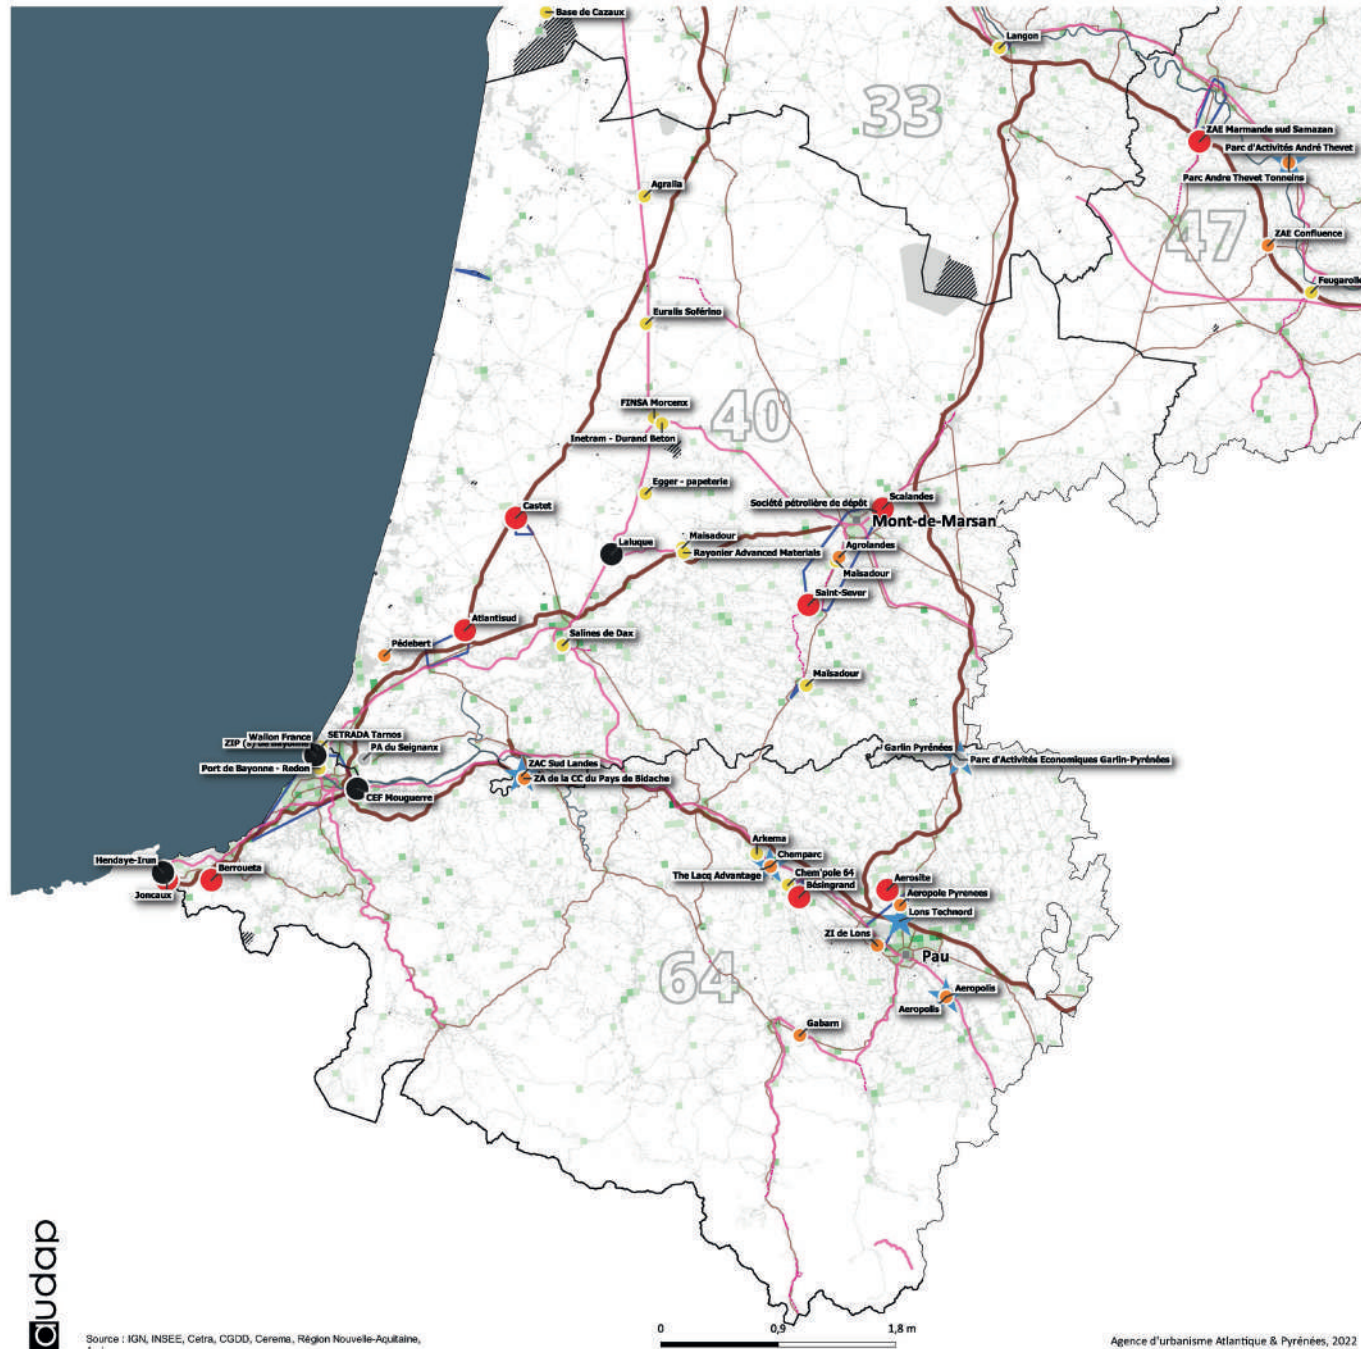 Base de Cazaux
Langon
33
ZAE Marmande sud Samazan
Parc d'Activités André Thevet
Parc Andre Thevet Tonneins
Agralia
47
ZAE Confluence
Feugarolle
Euralis Soférino
FINSA Morcenx
40
Inetram - Durand Beton
Egger - papeterie
Scalandes
Société pétrolière de dépôt
Castet
Mont-de-Marsan
Maïsadour
Laluque
Rayonier Advanced Materials
Agrolandes
Maïsadour
Saint-Sever
Atlantisud
Salines de Dax
Pédebert
Maïsadour
Wallon France
SETRADA Tarnos
PA du Seignanx
Garlin Pyrénées
Parc d'Activités Economiques Garlin-Pyrénées
Port de Bayonne - Redon
ZAC Sud Landes
ZA de la CC du Pays de Bidache
CEF Mouguerre
Arkema
Chemparc
Hendaye-Irun
Berroueta
The Lacq Advantage
Chem'pole 64
Bésingrand
Aerosite
Joncaux
Aeropole Pyrenees
Lons Technord
ZI de Lons
Pau
64
Aeropolis
Aeropolis
Gabarn
audap
Source : IGN, INSEE, Cetra, CGDD, Cerema, Région Nouvelle-Aquitaine,
0 0,9 1,8 m
Agence d'urbanisme Atlantique & Pyrénées, 2022